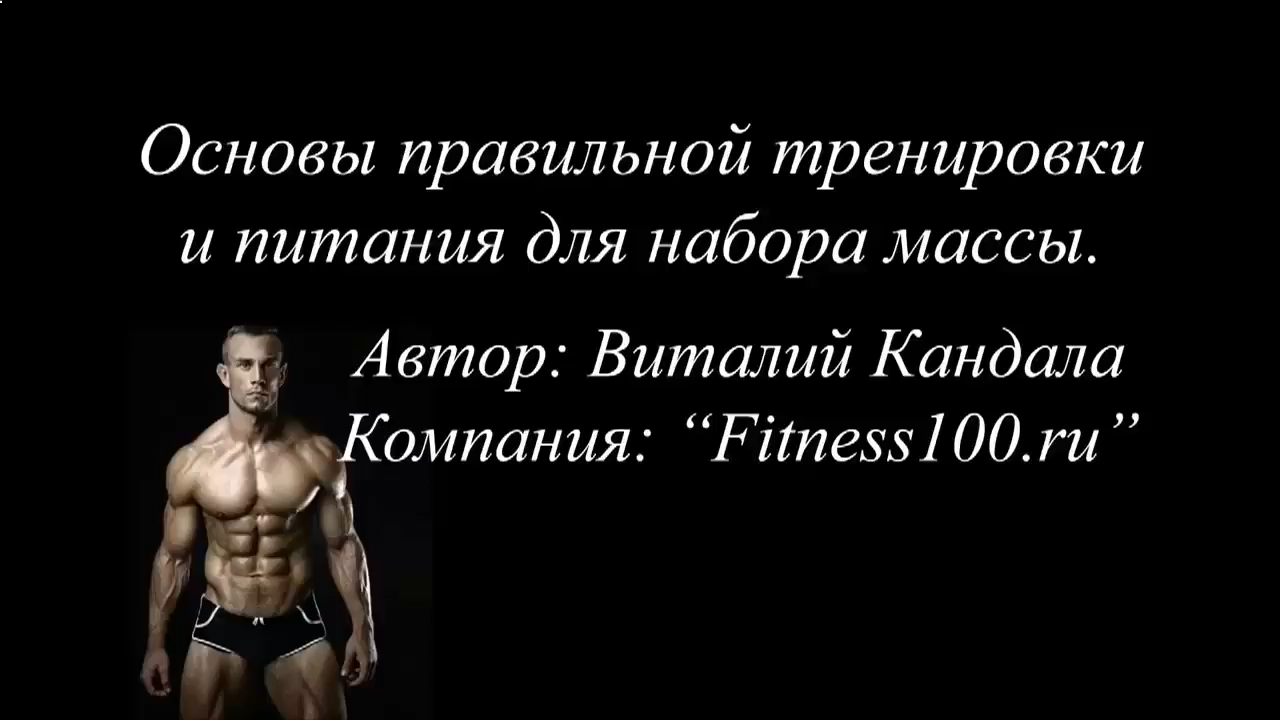 Основы правильной тренировки
и питания для набора массы.
Автор: Виталий Кандала
Компания: “Fitness100.ru”